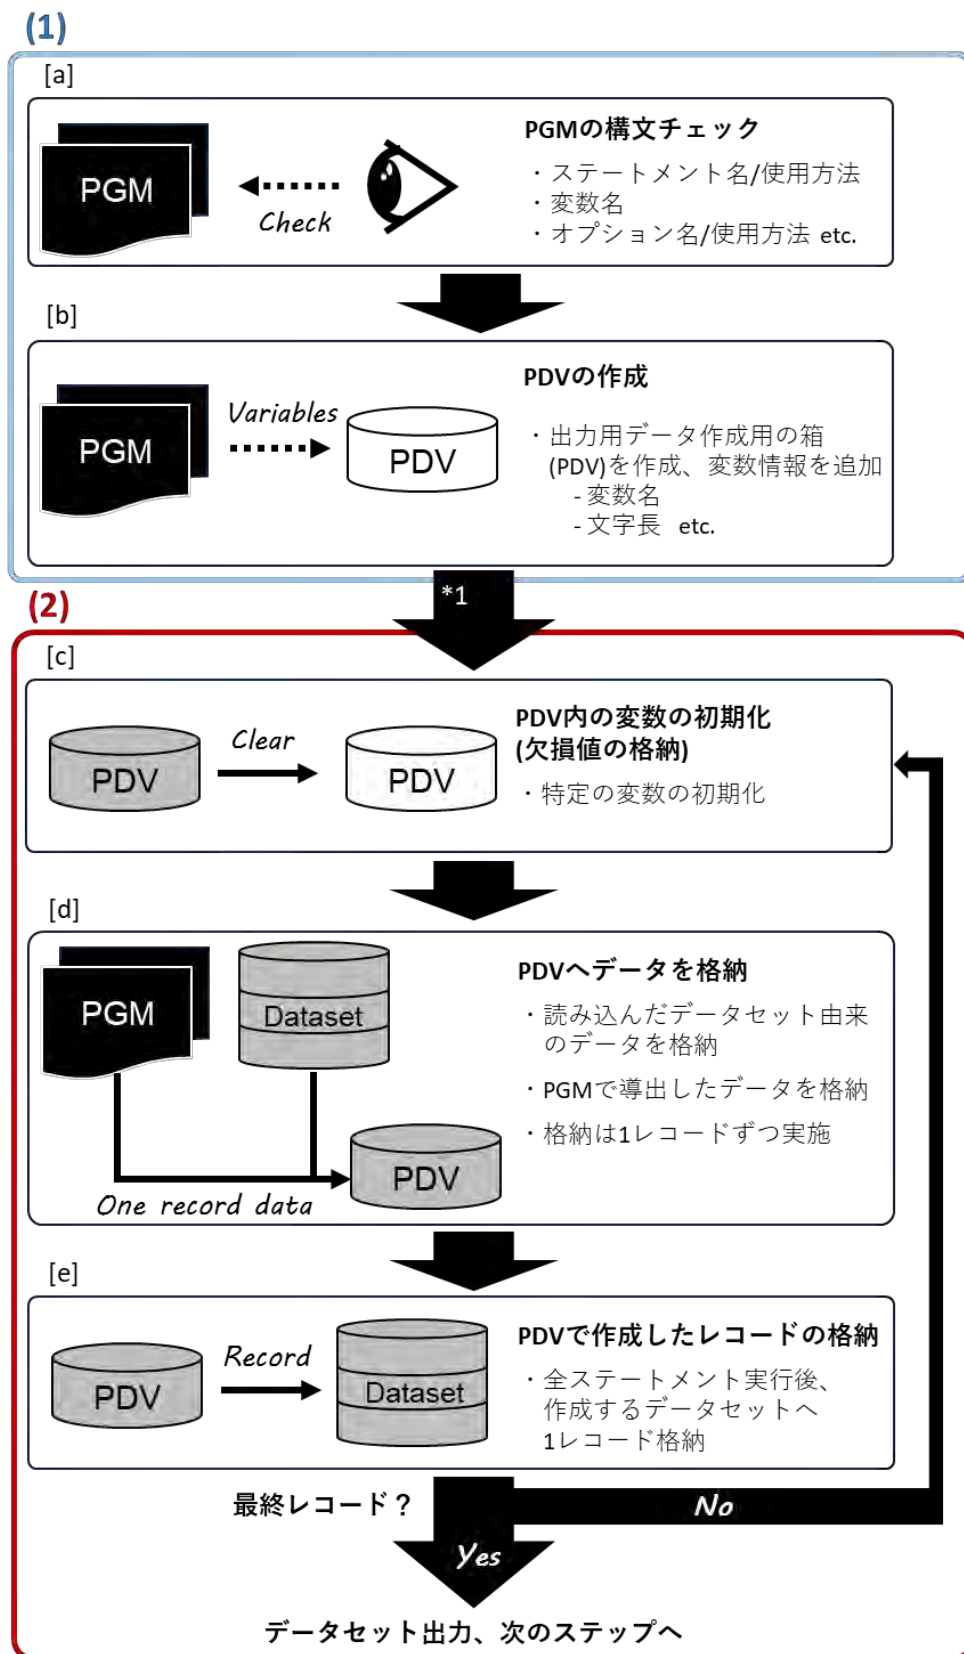 (1)
[a]
PGM
Check
PGMの構文チェック
・ステートメント名/使用方法
・変数名
・オプション名/使用方法 etc.
[b]
PGM
Variables
PDV
PDVの作成
・出力用データ作成用の箱
(PDV)を作成、変数情報を追加
- 変数名
- 文字長 etc.
*1
(2)
[c]
PDV
Clear
PDV
PDV内の変数の初期化
(欠損値の格納)
・特定の変数の初期化
[d]
PGM
Dataset
PDV
One record data
PDVへデータを格納
・読み込んだデータセット由来
のデータを格納
・PGMで導出したデータを格納
・格納は1レコードずつ実施
[e]
PDV
Record
Dataset
PDVで作成したレコードの格納
・全ステートメント実行後、
作成するデータセットへ
1レコード格納
最終レコード？
No
Yes
データセット出力、次のステップへ